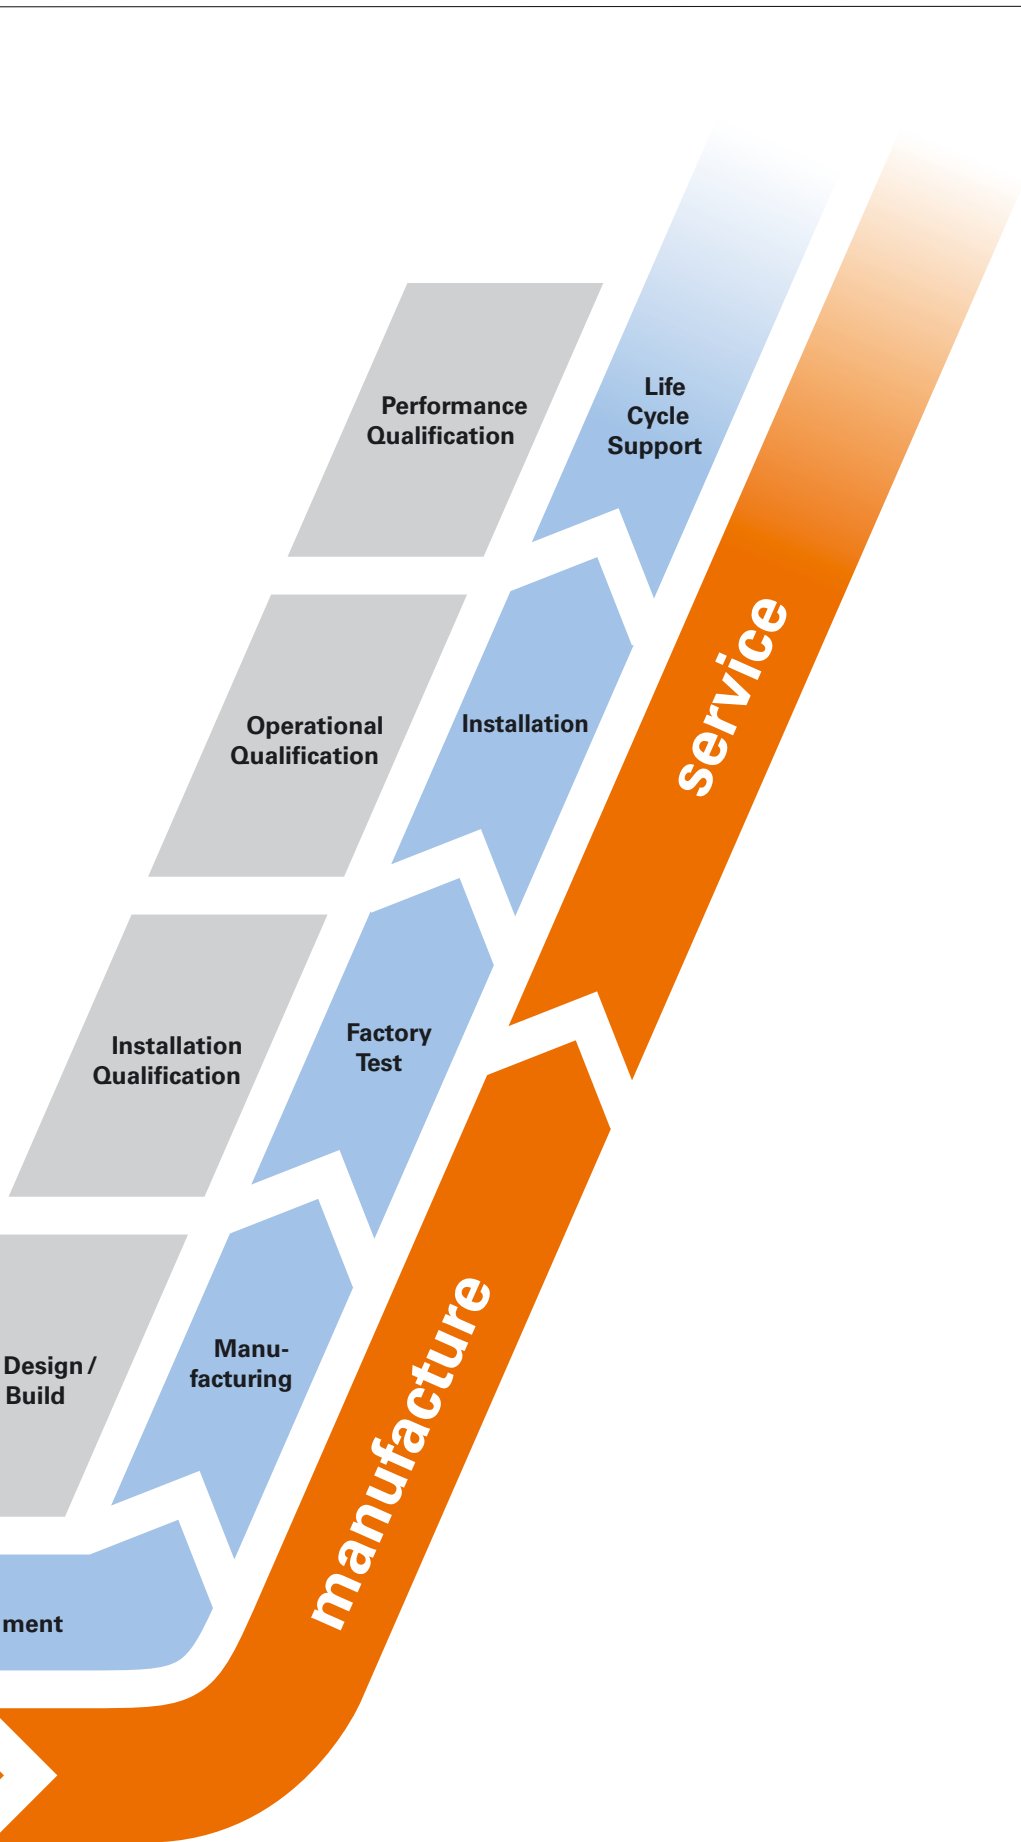 Life
Cycle
Support
Performance
Qualification
service
Installation
Operational
Qualification
Factory
Test
Installation
Qualification
manufacture
Manu-
facturing
Design /
Build
ment